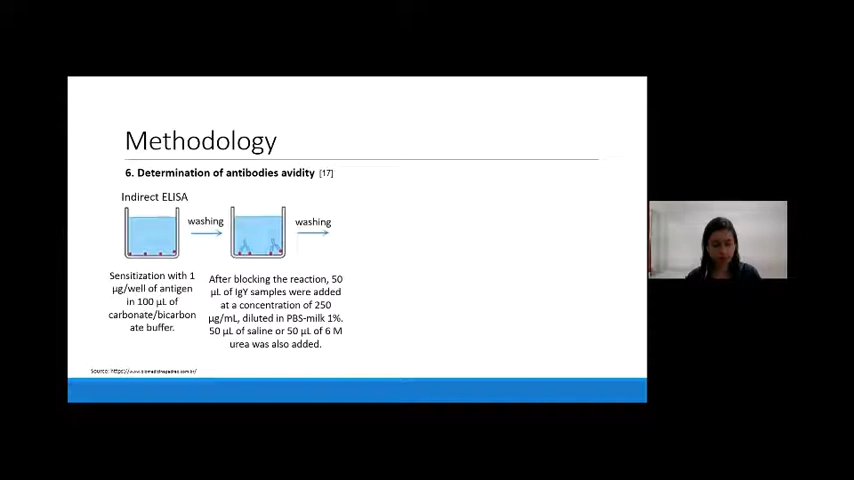 Methodology
6. Determination of antibodies avidity [17]
Indirect ELISA
washing
washing
Sensitization with 1
µg/well of antigen
in 100 µL of
carbonate/bicarbon
ate buffer.
After blocking the reaction, 50
µL of IgY samples were added
at a concentration of 250
µg/mL, diluted in PBS-milk 1%.
50 µL of saline or 50 µL of 6 M
urea was also added.
Source: